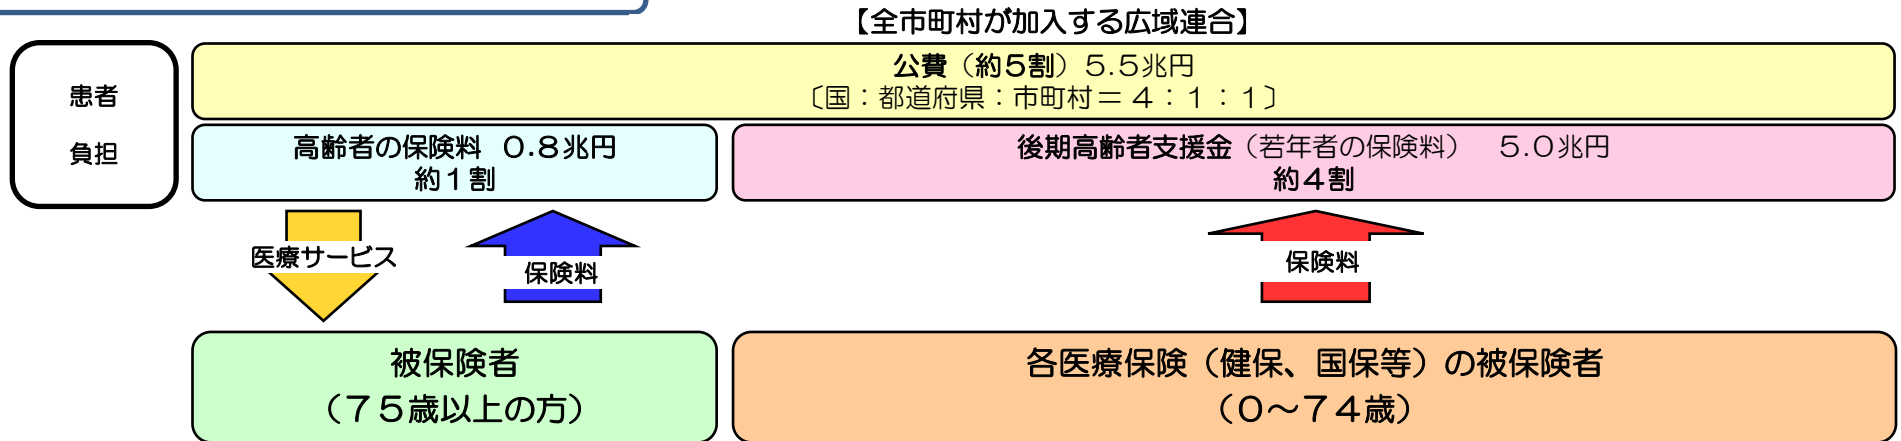 【全市町村が加入する広域連合】
患者
負担
公費（約５割）５.５兆円
〔国：都道府県：市町村＝４：１：１〕
高齢者の保険料　０.８兆円
約１割
後期高齢者支援金（若年者の保険料）　５.０兆円
約４割
医療サービス
保険料
保険料
被保険者
（７５歳以上の方）
各医療保険（健保、国保等）の被保険者
（０～７４歳）